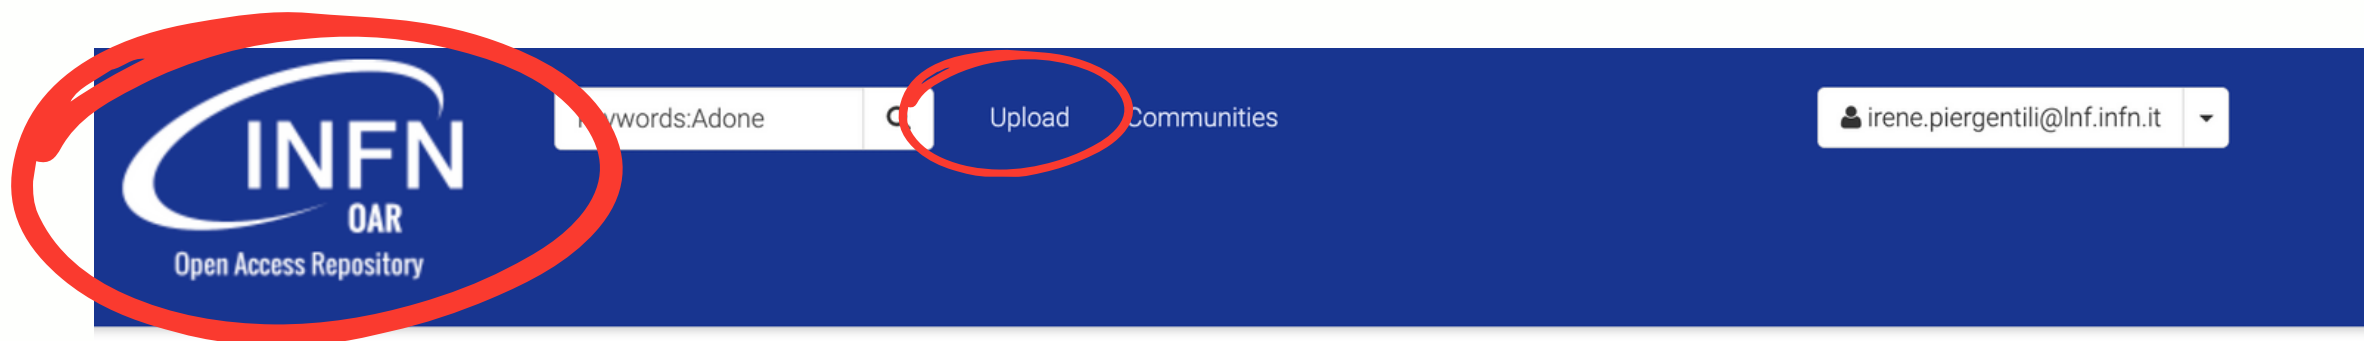 INFN
OAR
Open Access Repository
words:Adone
Upload
Communities
irene.piergentili@lnf.infn.it